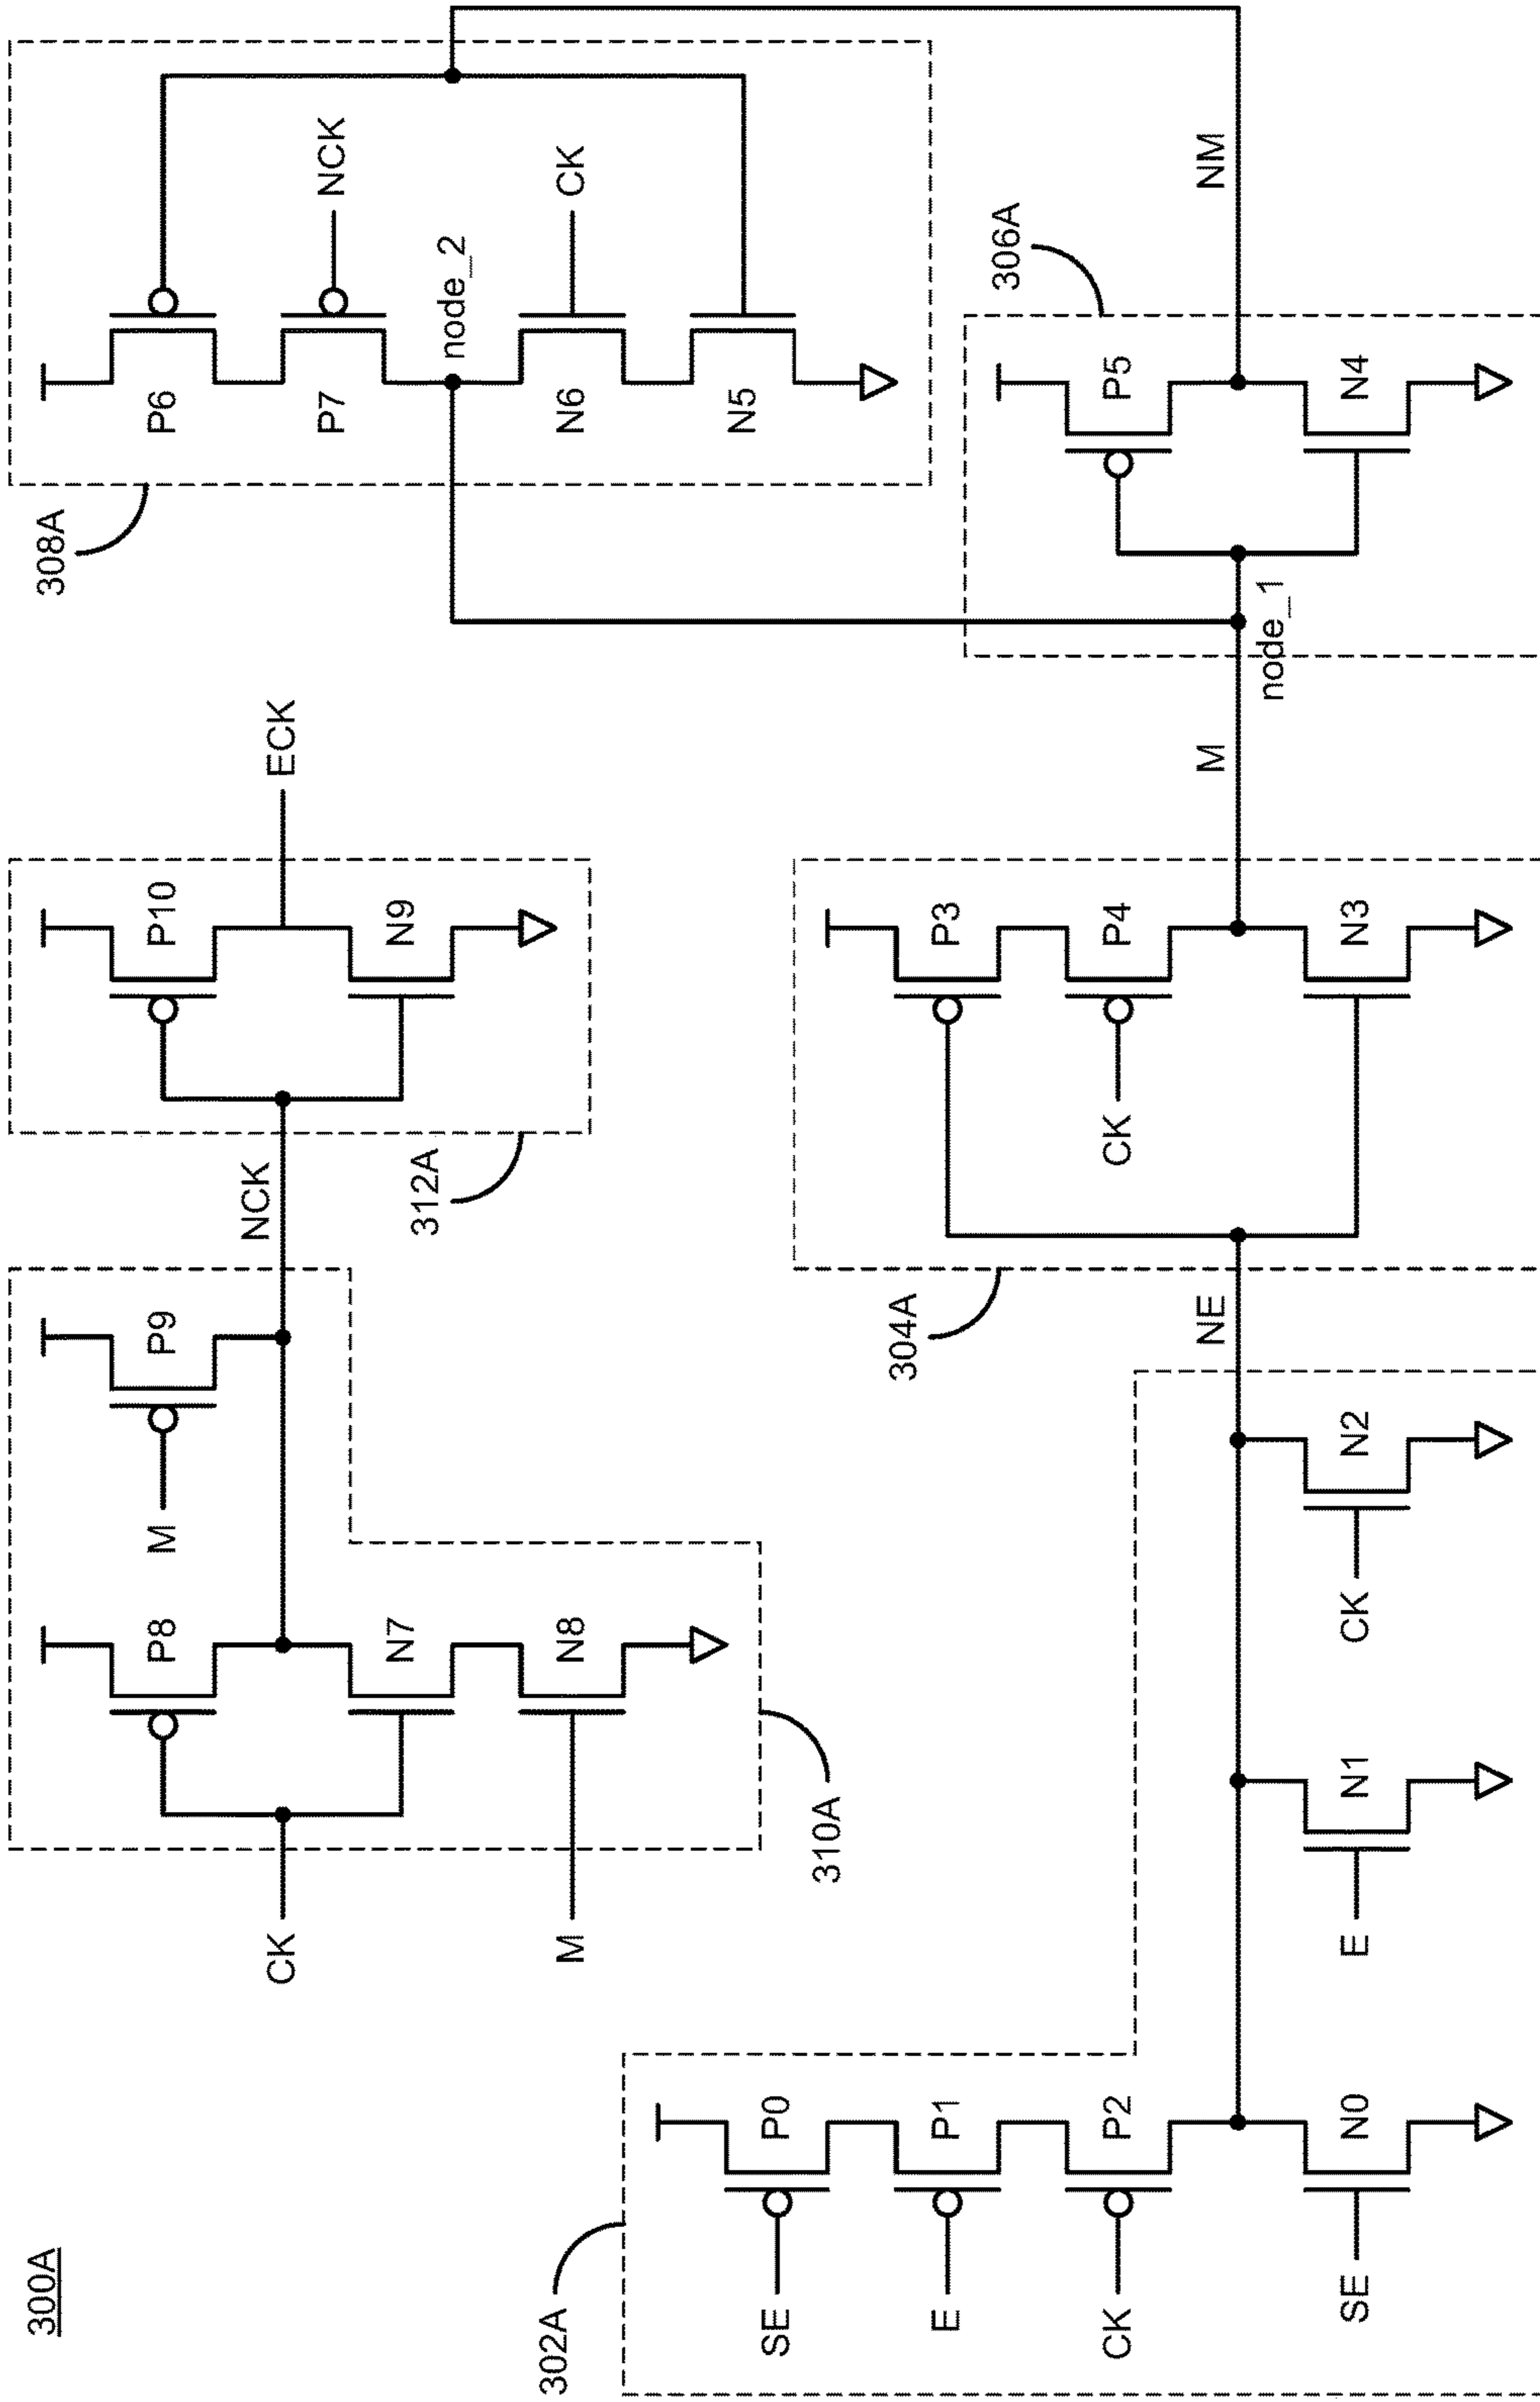 300A
302A
SE
E
CK
SE
P0
P1
P2
N0
E
N1
CK
N2
NE
CK
M
310A
P8
N7
N8
M
P9
NCK
312A
P10
N9
ECK
304A
CK
P3
P4
N3
M
node_1
306A
P5
N4
NM
308A
P6
P7
N6
N5
node_2
NCK
CK